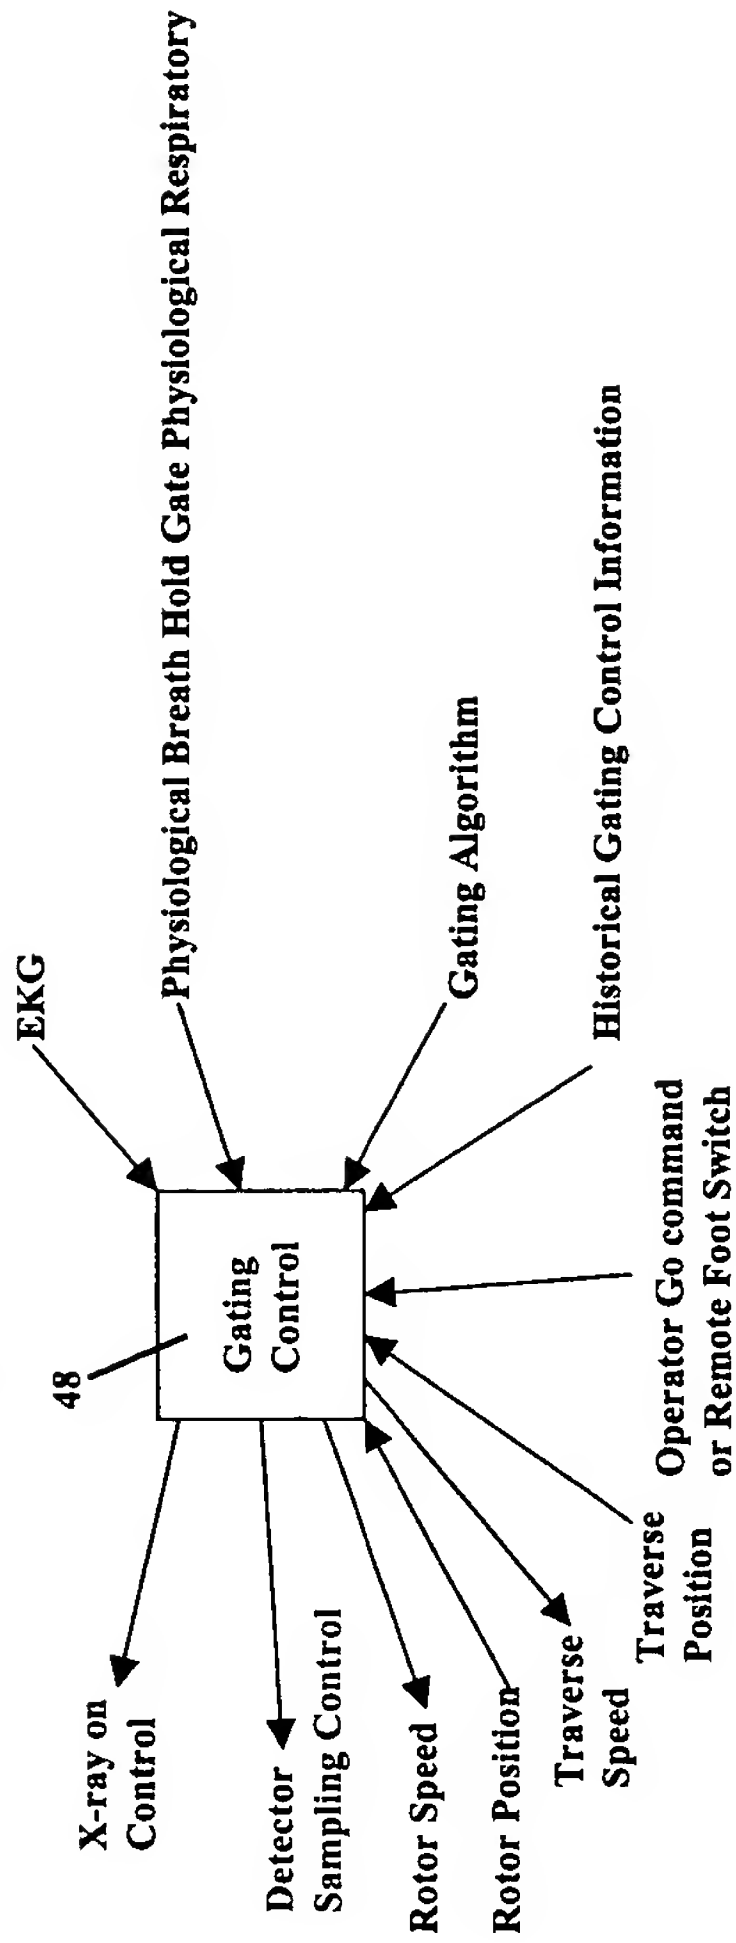 EKG
Physiological Breath Hold Gate Physiological Respiratory
48
Gating
Control
Gating Algorithm
Historical Gating Control Information
X-ray on
Control
Detector
Sampling Control
Rotor Speed
Rotor Position
Traverse
Speed
Traverse
Position
Operator Go command
or Remote Foot Switch